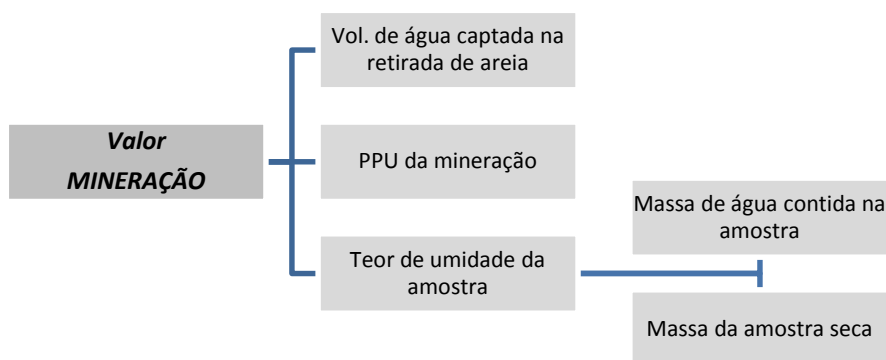 Vol. de água captada na
retirada de areia
Valor
MINERAÇÃO
PPU da mineração
Teor de umidade da
amostra
Massa de água contida na
amostra
Massa da amostra seca